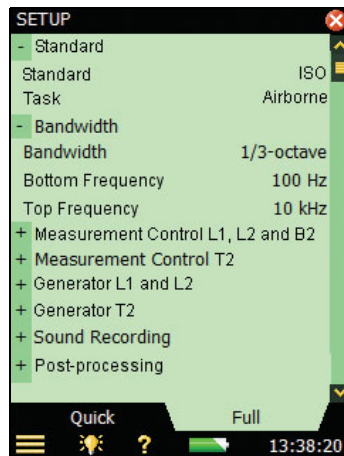 SETUP
- Standard
Standard ISO
Task Airborne
- Bandwidth
Bandwidth 1/3-octave
Bottom Frequency 100 Hz
Top Frequency 10 kHz
+ Measurement Control L1, L2 and B2
+ Measurement Control T2
+ Generator L1 and L2
+ Generator T2
+ Sound Recording
+ Post-processing
Quick Full
? 13:38:20